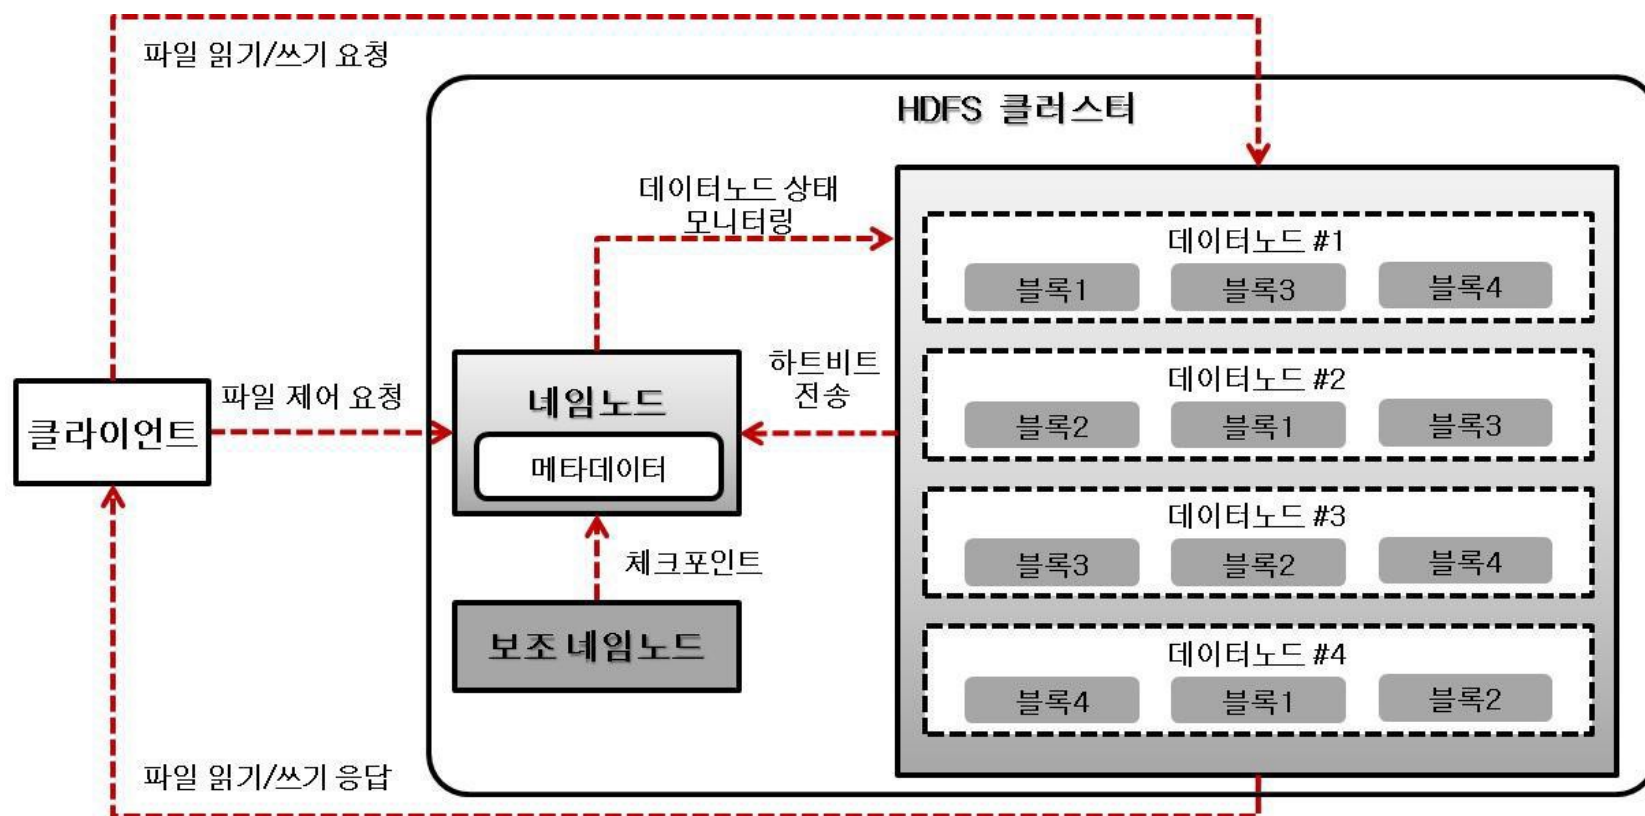 파일 읽기/쓰기 요청
HDFS 클러스터
데이터노드 상태
모니터링
데이터노드 #1
블록1 블록3 블록4
클라이언트
파일 제어 요청
네임노드
메타데이터
하트비트
전송
데이터노드 #2
블록2 블록1 블록3
체크포인트
보조 네임노드
데이터노드 #3
블록3 블록2 블록4
데이터노드 #4
블록4 블록1 블록2
파일 읽기/쓰기 응답